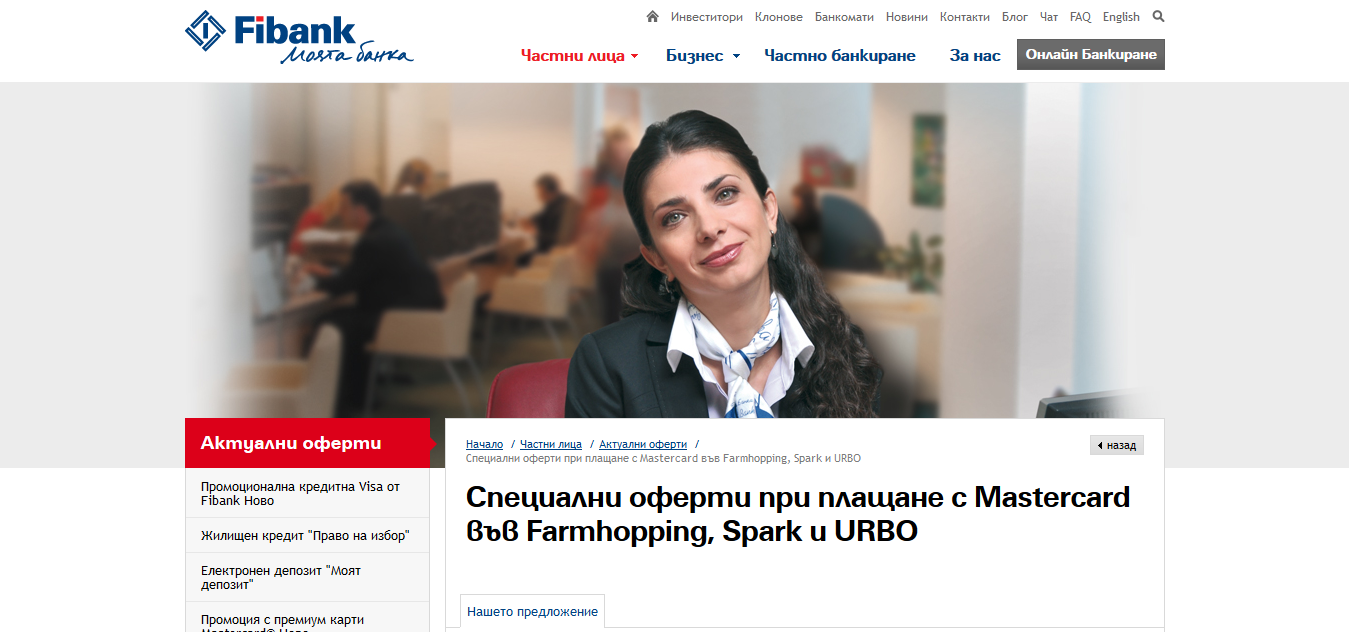 Fibank
Моята банка
Инвеститори Клонове Банкомати Новини Контакти Блог Чат FAQ English
Частни лица Бизнес Частно банкиране За нас Онлайн Банкиране
Актуални оферти
Промоционална кредитна Visa от
Fibank Ново
Жилищен кредит "Право на избор"
Електронен депозит "Моят
депозит"
Промоция с премиум карти
Mastercard® Ново
Начало / Частни лица / Актуални оферти /
Специални оферти при плащане с Mastercard във Farmhopping, Spark и URBO
назад
Специални оферти при плащане с Mastercard
във Farmhopping, Spark и URBO
Нашето предложение